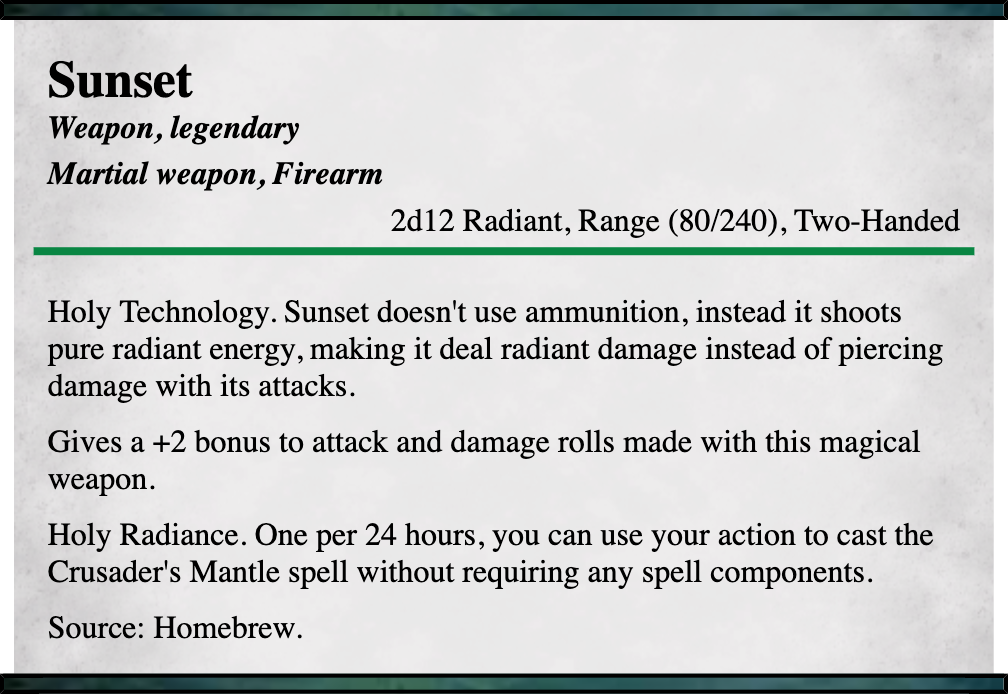 Sunset
Weapon, legendary
Martial weapon, Firearm
2d12 Radiant, Range (80/240), Two-Handed
Holy Technology. Sunset doesn't use ammunition, instead it shoots
pure radiant energy, making it deal radiant damage instead of piercing
damage with its attacks.
Gives a +2 bonus to attack and damage rolls made with this magical
weapon.
Holy Radiance. One per 24 hours, you can use your action to cast the
Crusader's Mantle spell without requiring any spell components.
Source: Homebrew.